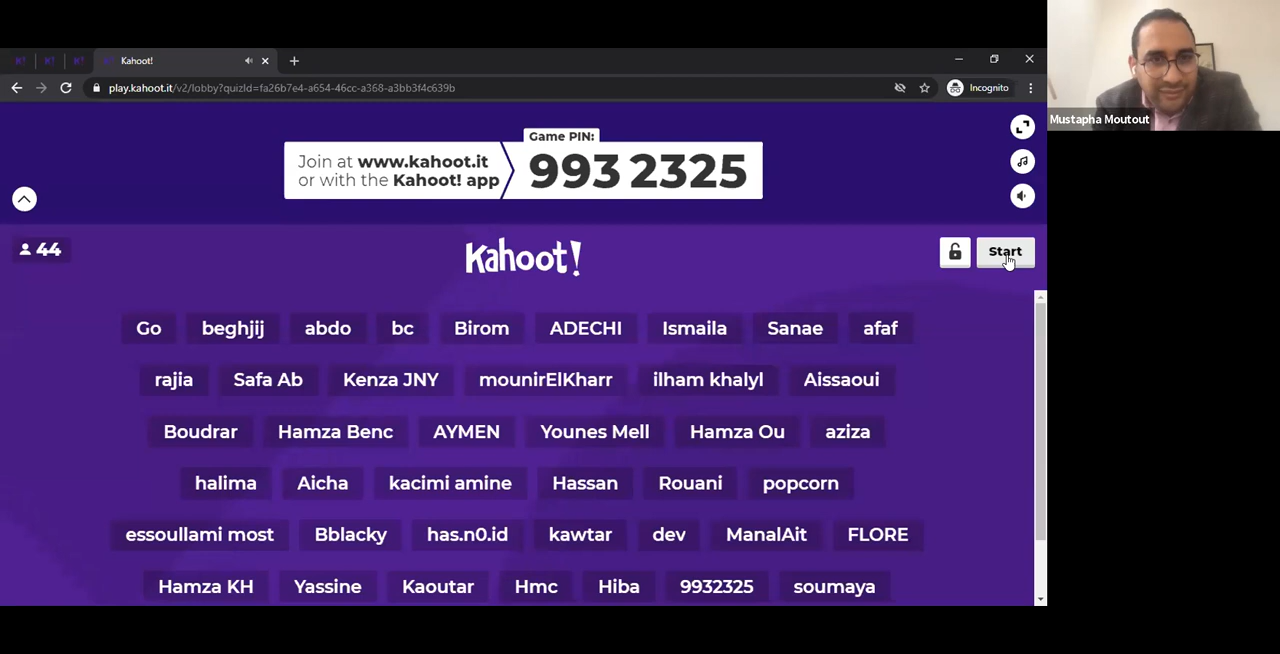 Kahoot!
play.kahoot.it/v2/lobby?quizId=fa26b7e4-a654-46cc-a368-a3bb3f4c639b
Incognito
Mustapha Moutout
Join at www.kahoot.it
or with the Kahoot! app
Game PIN:
993 2325
44
Kahoot!
Start
Go beghjij abdo bc Birom ADECHI Ismaila Sanae afaf
rajia Safa Ab Kenza JNY mounirElKharr ilham khalyl Aissaoui
Boudrar Hamza Benc AYMEN Younes Mell Hamza Ou aziza
halima Aicha kacimi amine Hassan Rouani popcorn
essoullami most Bblacky has.n0.id kawtar dev ManalAit FLORE
Hamza KH Yassine Kaoutar Hmc Hiba 9932325 soumaya